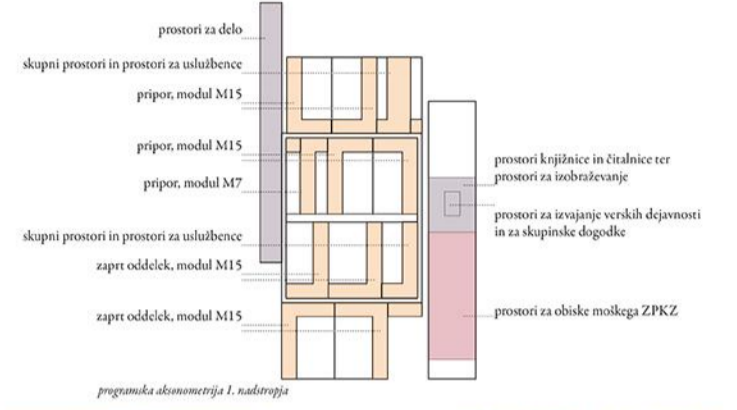 prostori za delo
skupni prostori in prostori za uslužbence
pripor, modul M15
pripor, modul M15
pripor, modul M7
skupni prostori in prostori za uslužbence
zaprt oddelek, modul M15
zaprt oddelek, modul M15
prostori knjižnice in čitalnice ter
prostori za izobraževanje
prostori za izvajanje verskih dejavnosti
in za skupinske dogodke
prostori za obiske moškega ZPKZ
programska aksonometrija 1. nadstropja